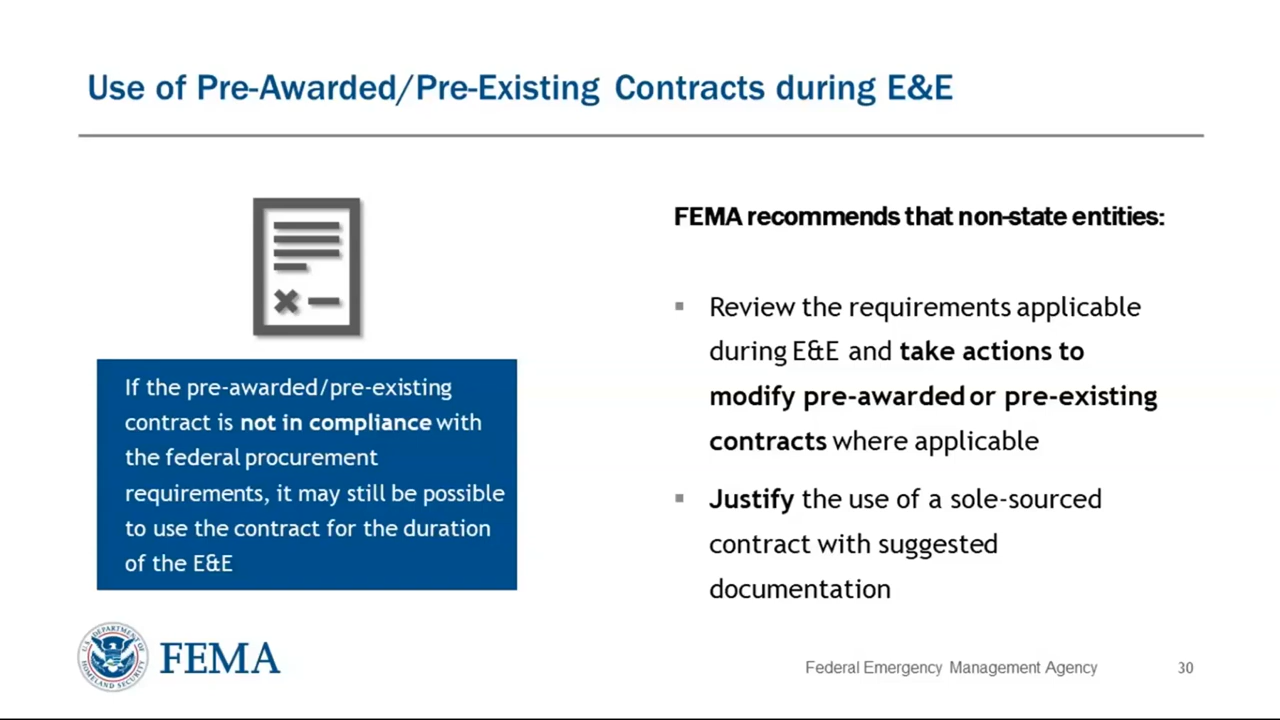 Use of Pre-Awarded/Pre-Existing Contracts during E&E
If the pre-awarded/pre-existing
contract is not in compliance with
the federal procurement
requirements, it may still be possible
to use the contract for the duration
of the E&E
FEMA recommends that non-state entities:
▪ Review the requirements applicable
during E&E and take actions to
modify pre-awarded or pre-existing
contracts where applicable
▪ Justify the use of a sole-sourced
contract with suggested
documentation
U.S. DEPARTMENT OF
HOMELAND SECURITY
FEMA
Federal Emergency Management Agency
30